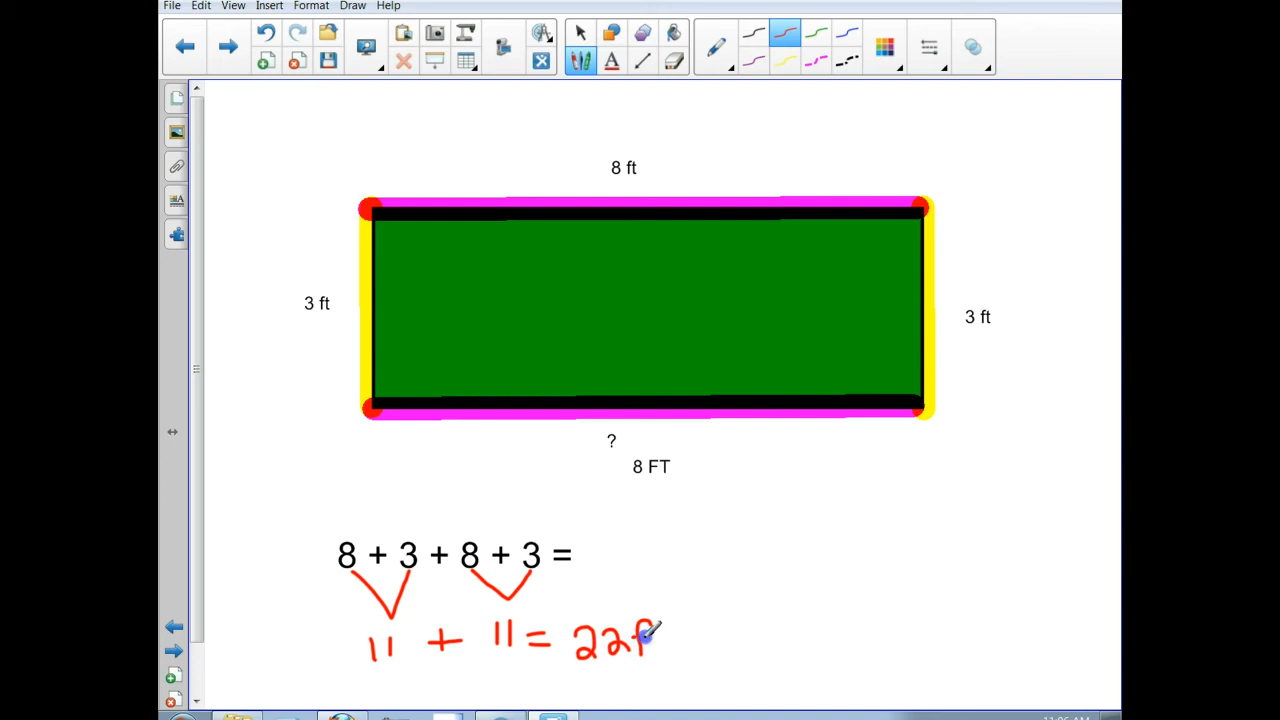 File Edit View Insert Format Draw Help
8 ft
3 ft
3 ft
?
8 FT
8 + 3 + 8 + 3 =
11 + 11 = 22f